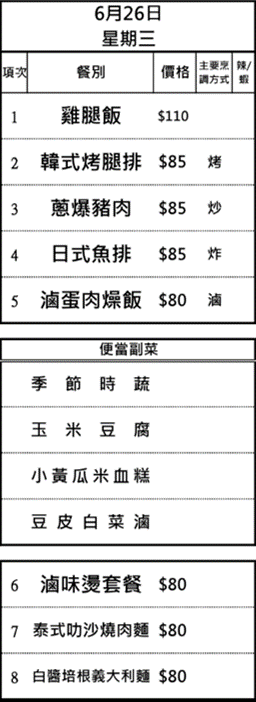 6月26日
星期三
項次 餐別 價格 主要烹調方式 辣/蝦
1 雞腿飯 $110
2 韓式烤腿排 $85 烤
3 蔥爆豬肉 $85 炒
4 日式魚排 $85 炸
5 滷蛋肉燥飯 $80 滷
便當副菜
季節時蔬
玉米豆腐
小黃瓜米血糕
豆皮白菜滷
6 滷味燙套餐 $80
7 泰式叻沙燒肉麵 $80
8 白醬培根義大利麵 $80